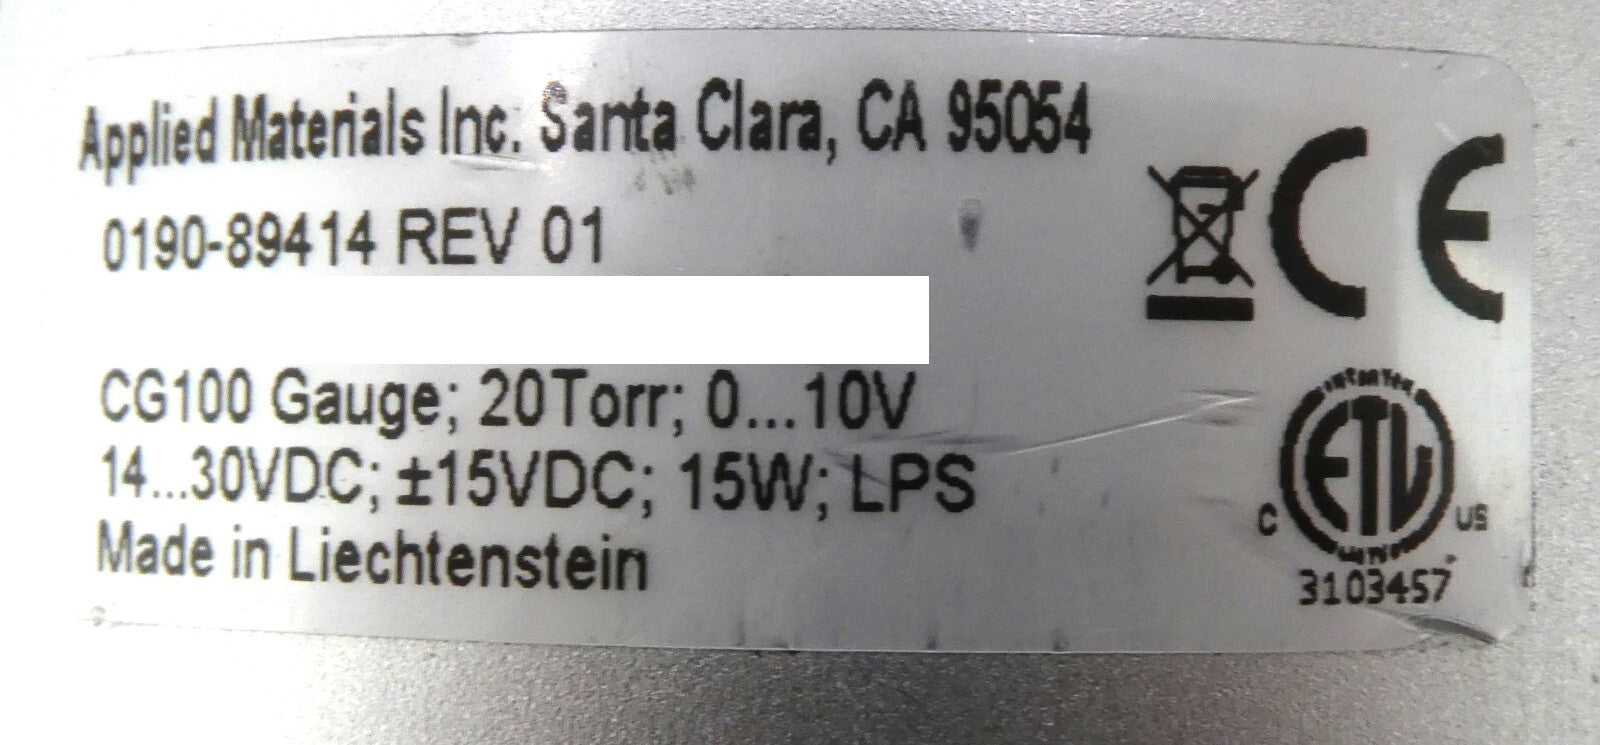 Applied Materials Inc. Santa Clara, CA 95054
0190-89414 REV 01
CG100 Gauge; 20Torr; 0...10V
14...30VDC; ±15VDC; 15W; LPS
Made in Liechtenstein
CE
ETL
C US
3103457